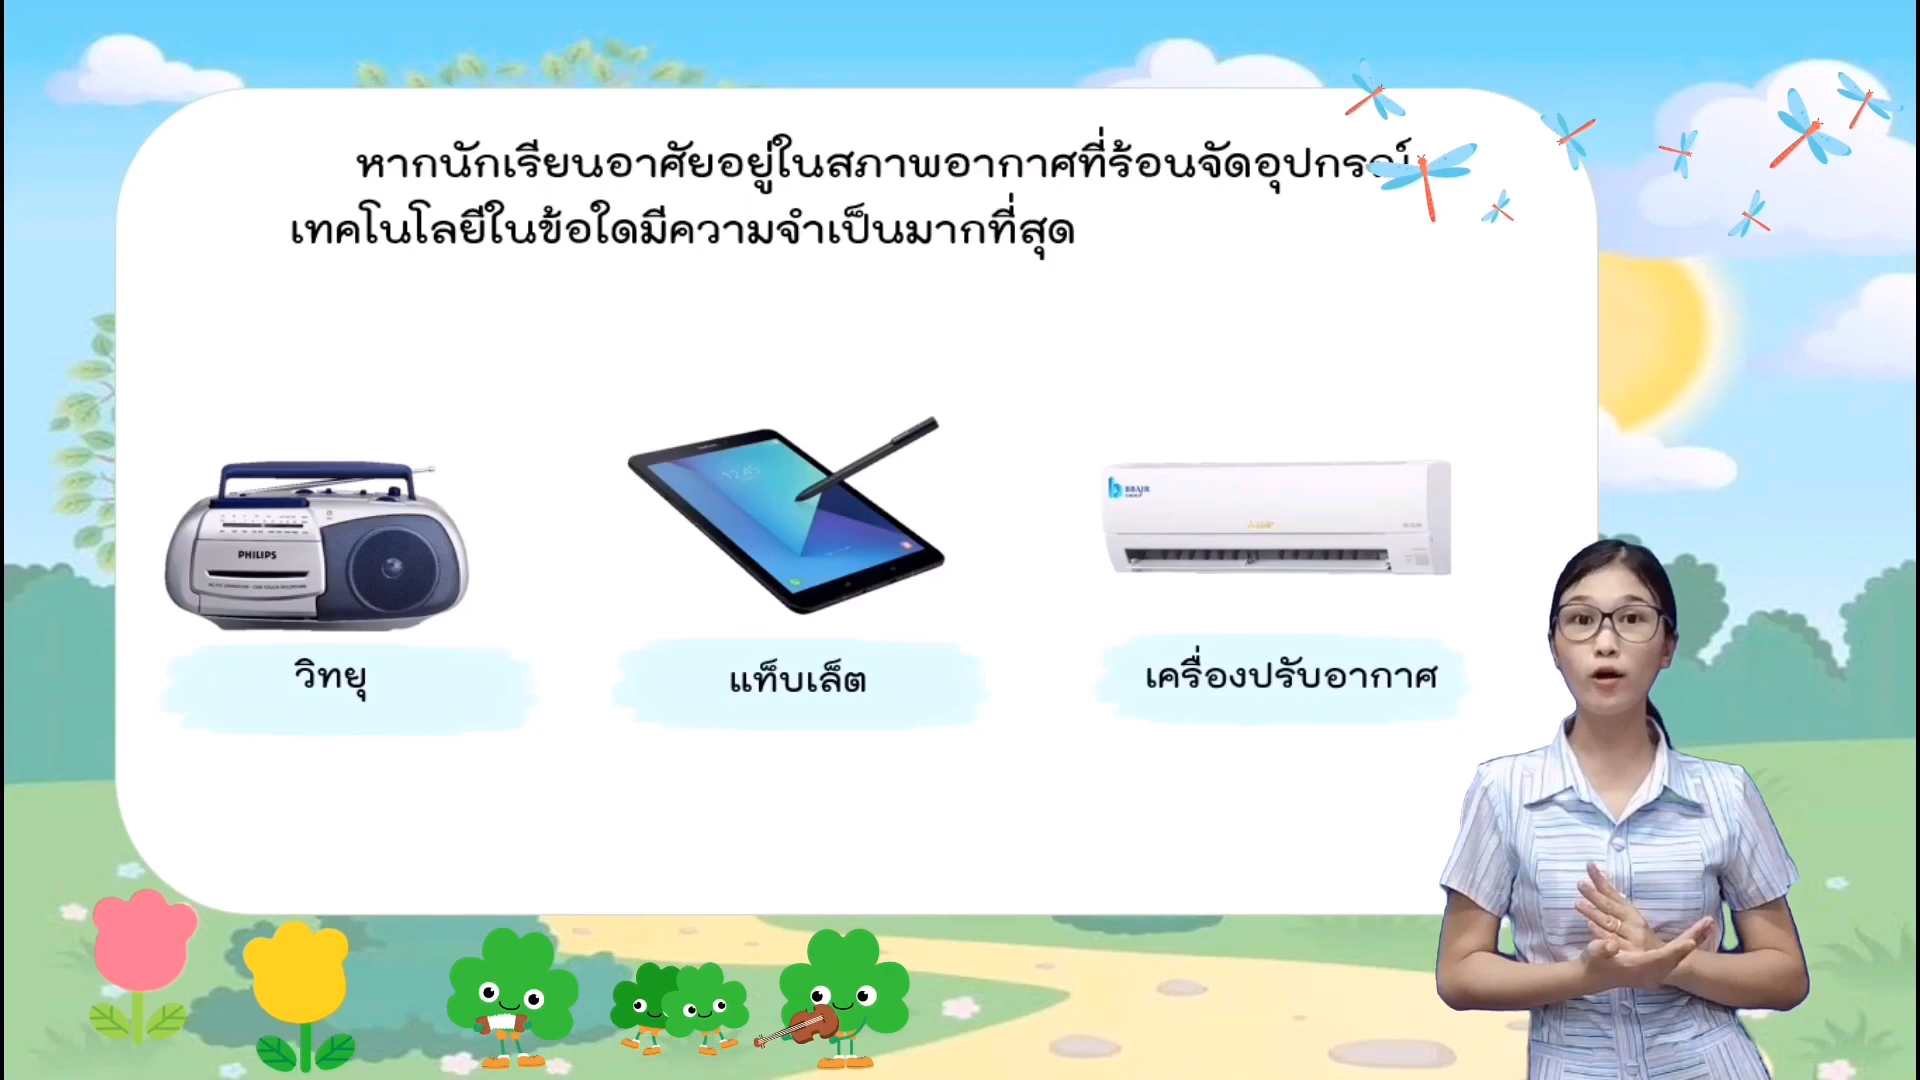 หากนักเรียนอาศัยอยู่ในสภาพอากาศที่ร้อนจัดอุปกรณ์
เทคโนโลยีในข้อใดมีความจำเป็นมากที่สุด
12:45
PHILIPS
BBAIR
GROUP
วิทยุ
แท็บเล็ต
เครื่องปรับอากาศ